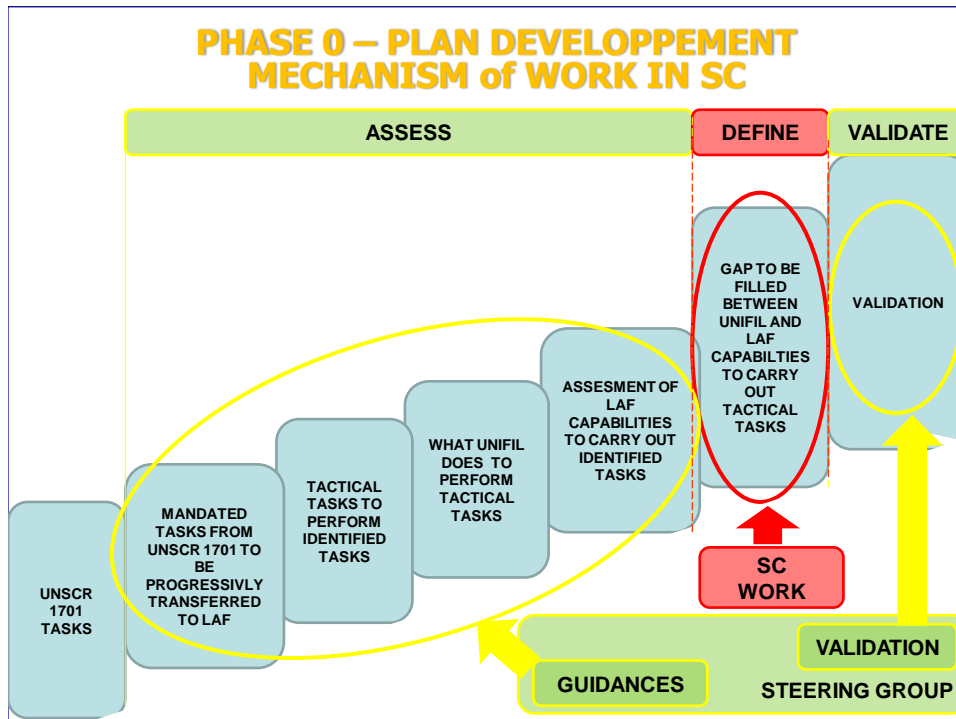 PHASE 0 – PLAN DEVELOPPEMENT
MECHANISM of WORK IN SC
ASSESS
DEFINE
VALIDATE
UNSCR
1701
TASKS
MANDATED
TASKS FROM
UNSCR 1701 TO
BE
PROGRESSIVLY
TRANSFERRED
TO LAF
TACTICAL
TASKS TO
PERFORM
IDENTIFIED
TASKS
WHAT UNIFIL
DOES TO
PERFORM
TACTICAL
TASKS
ASSESMENT OF
LAF
CAPABILITIES
TO CARRY OUT
IDENTIFIED
TASKS
GAP TO BE
FILLED
BETWEEN
UNIFIL AND
LAF
CAPABILTIES
TO CARRY
OUT
TACTICAL
TASKS
VALIDATION
SC
WORK
GUIDANCES
VALIDATION
STEERING GROUP